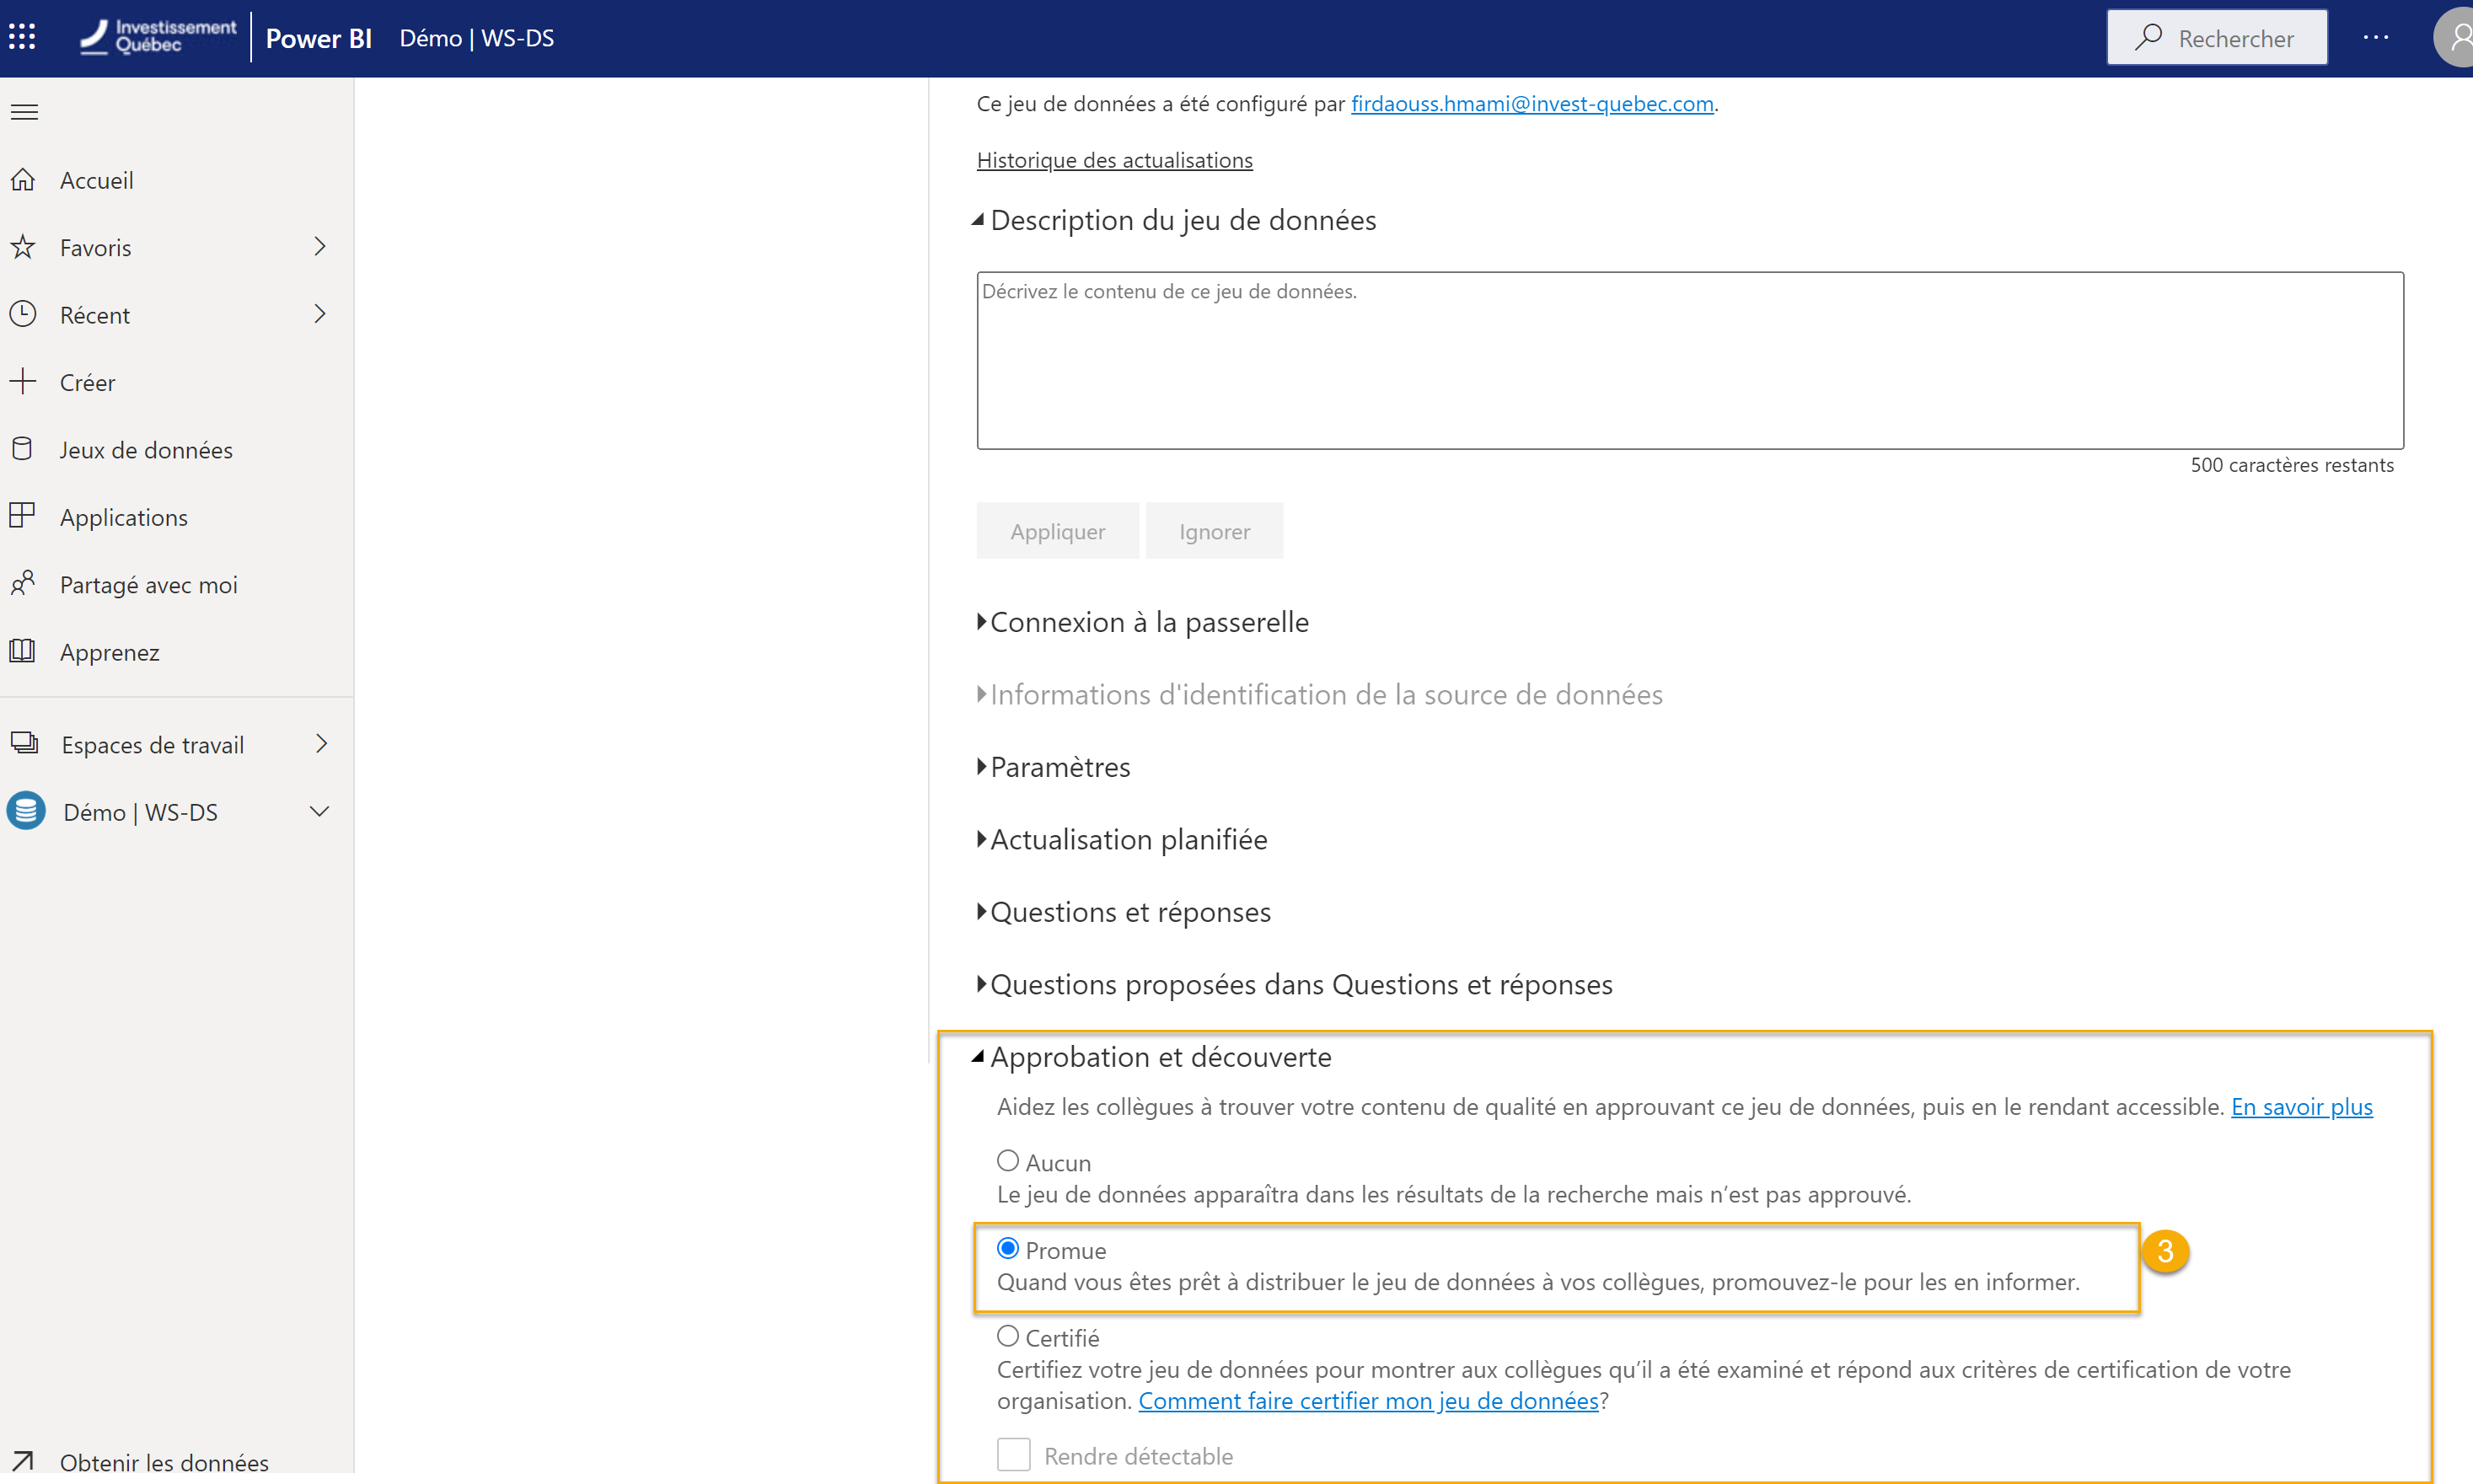 Investissement
Québec
Power BI
Démo | WS-DS
Rechercher
Accueil
Favoris
Récent
Créer
Jeux de données
Applications
Partagé avec moi
Apprenez
Espaces de travail
Démo | WS-DS
Obtenir les données
Ce jeu de données a été configuré par firdaouss.hmami@invest-quebec.com.
Historique des actualisations
Description du jeu de données
Décrivez le contenu de ce jeu de données.
500 caractères restants
Appliquer
Ignorer
Connexion à la passerelle
Informations d'identification de la source de données
Paramètres
Actualisation planifiée
Questions et réponses
Questions proposées dans Questions et réponses
Approbation et découverte
Aidez les collègues à trouver votre contenu de qualité en approuvant ce jeu de données, puis en le rendant accessible. En savoir plus
Aucun
Le jeu de données apparaîtra dans les résultats de la recherche mais n’est pas approuvé.
Promue
3
Quand vous êtes prêt à distribuer le jeu de données à vos collègues, promouvez-le pour les en informer.
Certifié
Certifiez votre jeu de données pour montrer aux collègues qu’il a été examiné et répond aux critères de certification de votre
organisation. Comment faire certifier mon jeu de données?
Rendre détectable